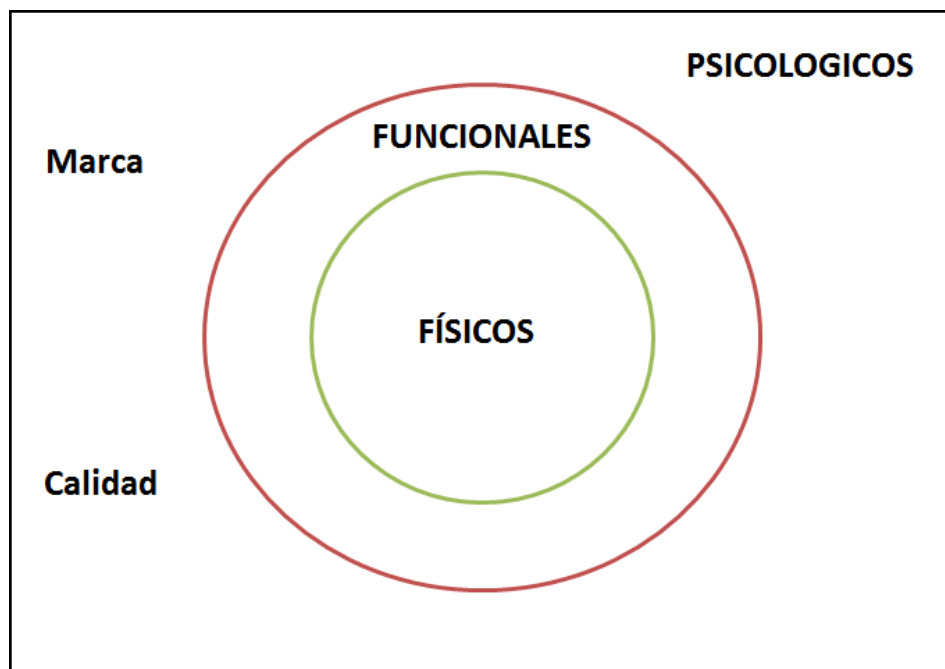 PSICOLOGICOS
FUNCIONALES
Marca
FÍSICOS
Calidad